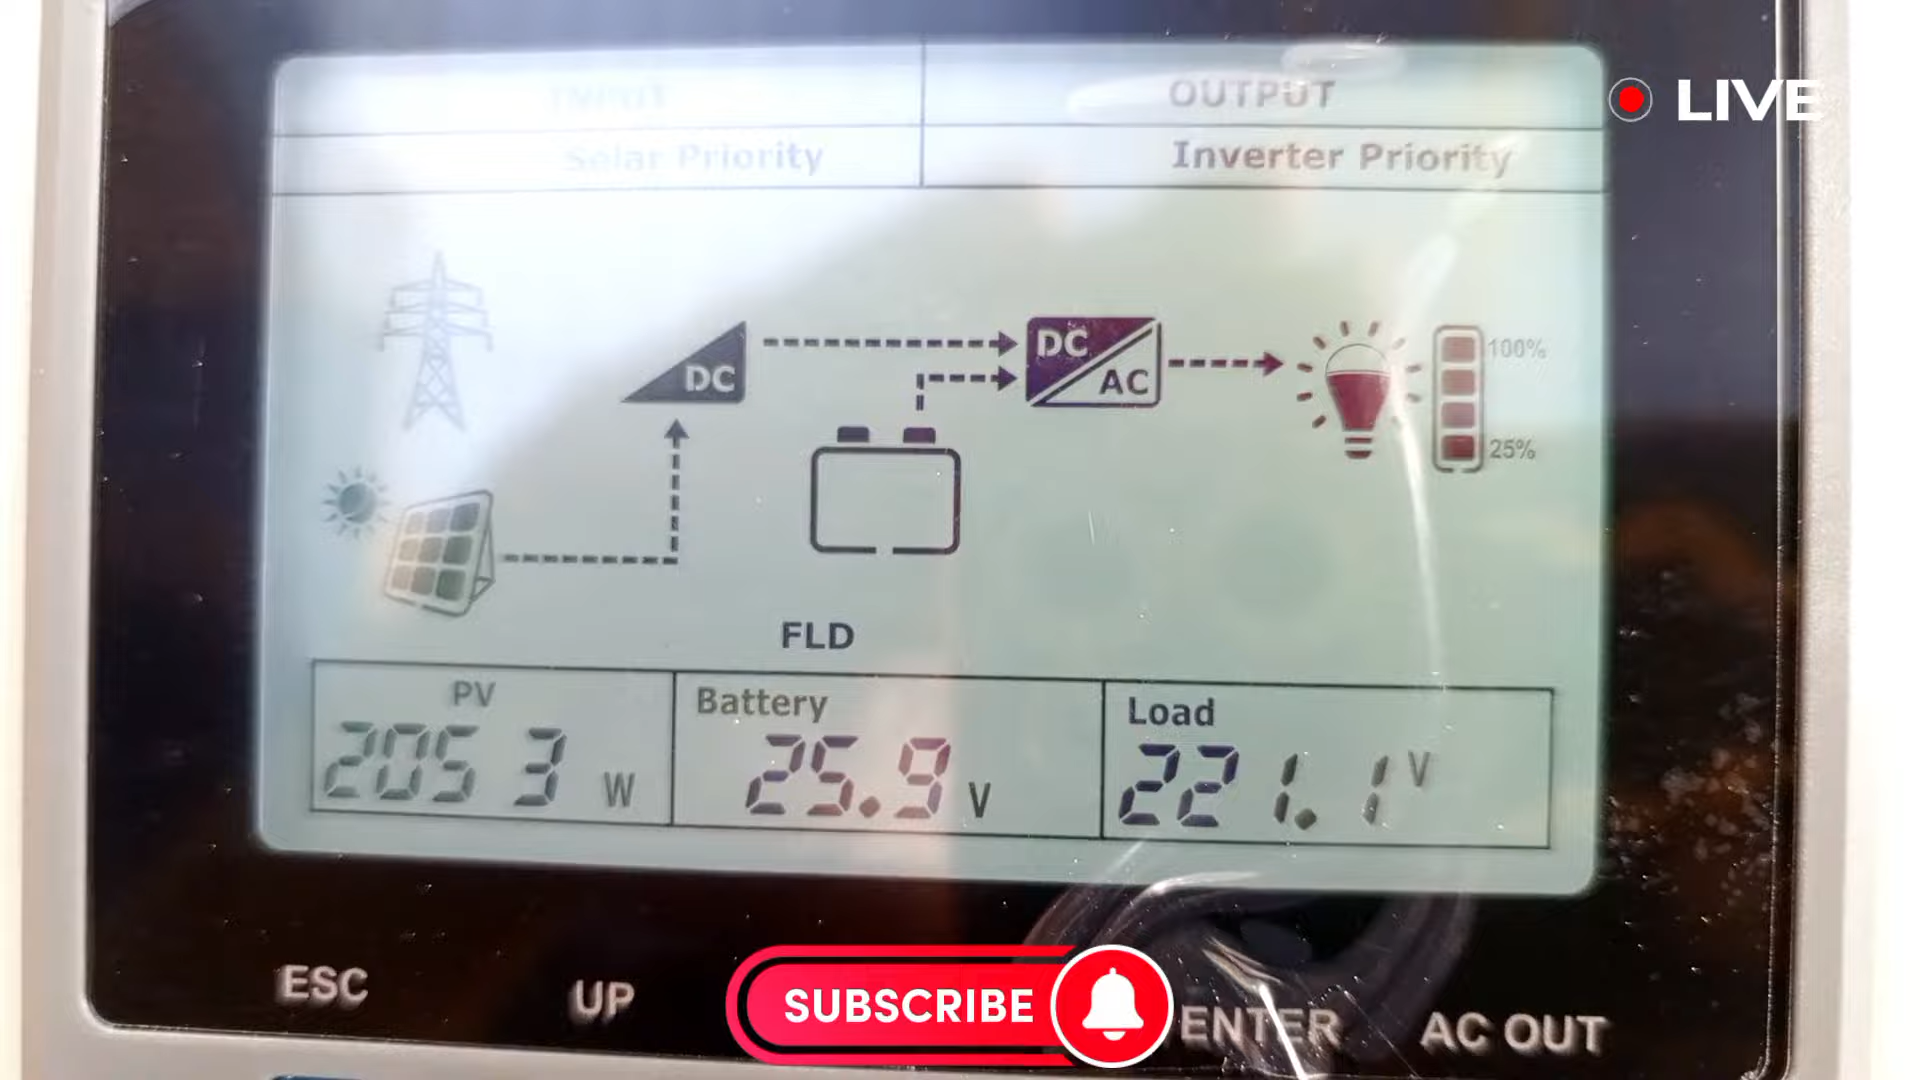 INPUT
OUTPUT
LIVE
Solar Priority
Inverter Priority
DC
DC
AC
100%
25%
FLD
PV
2053 W
Battery
25.9 V
Load
221.1 V
ESC
UP
SUBSCRIBE
ENTER
AC OUT